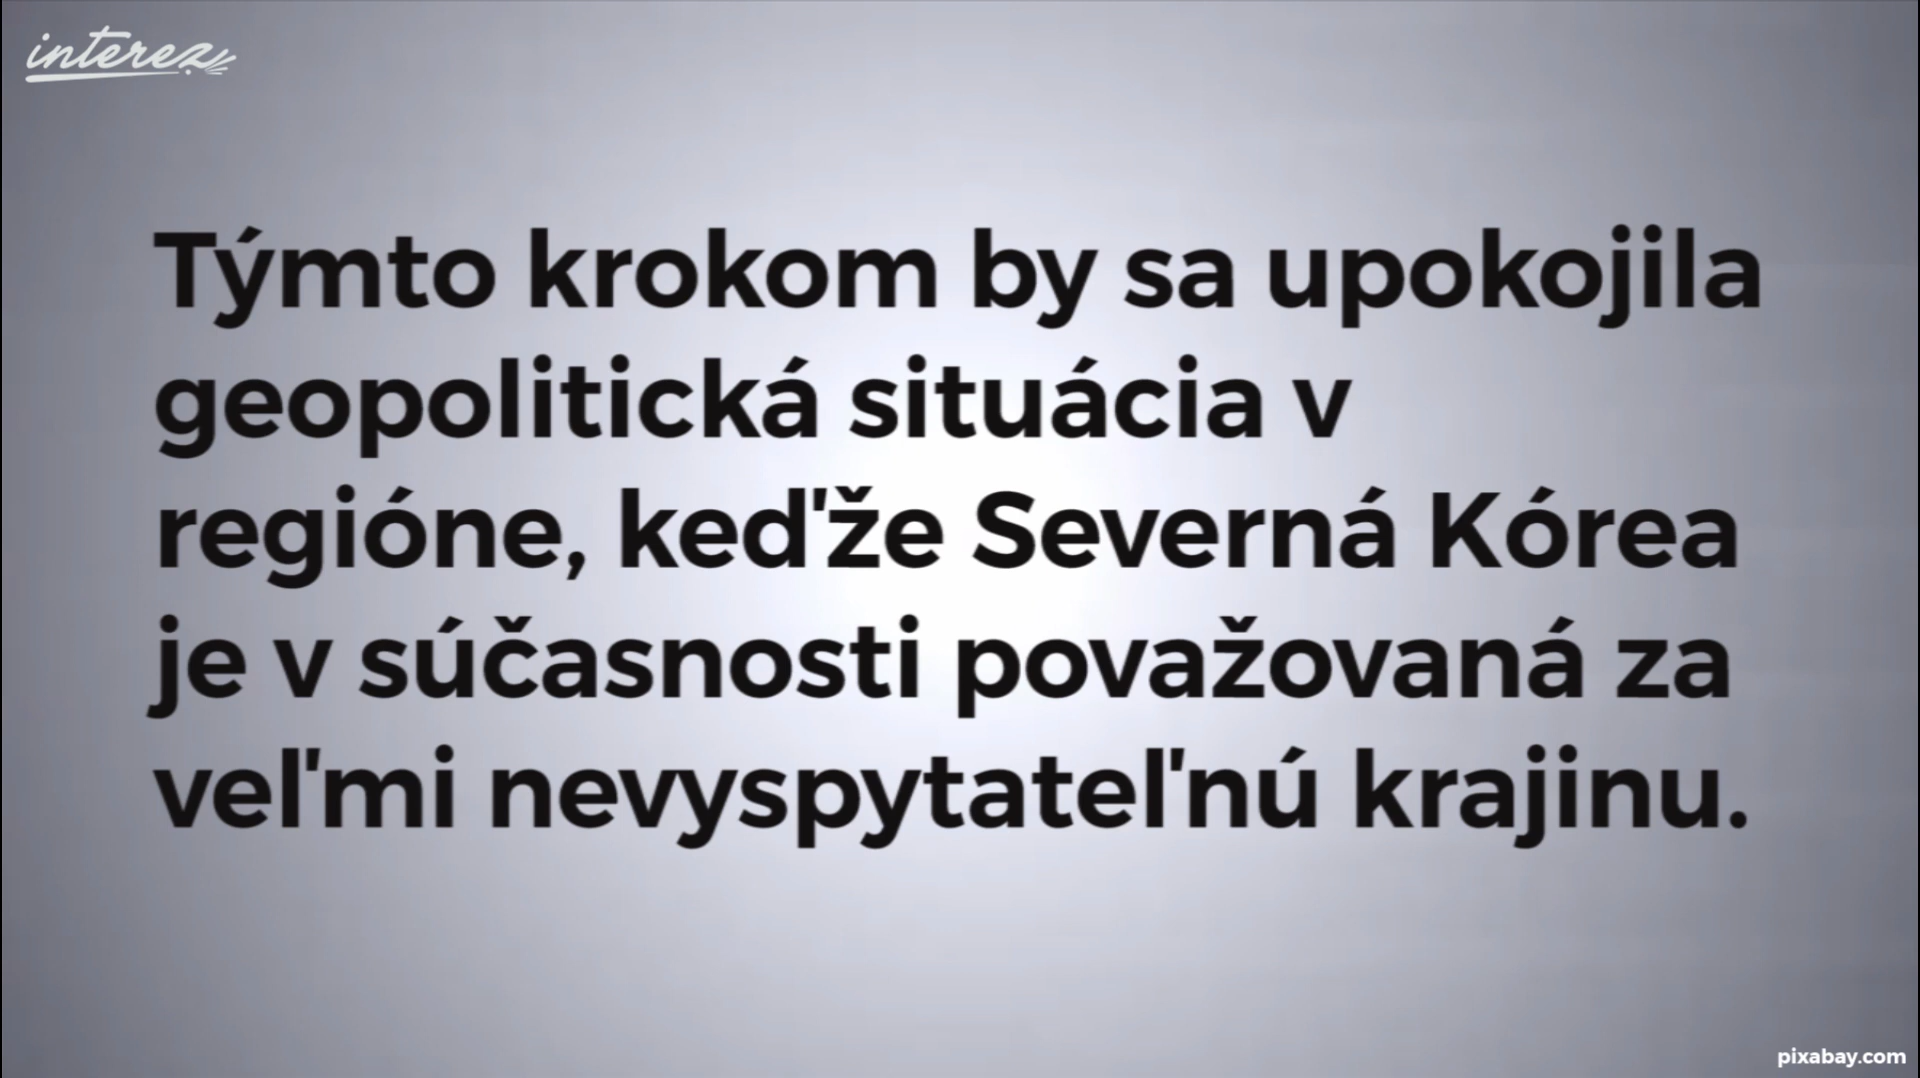 interez
Týmto krokom by sa upokojila
geopolitická situácia v
regióne, keďže Severná Kórea
je v súčasnosti považovaná za
veľmi nevyspytateľnú krajinu.
pixabay.com